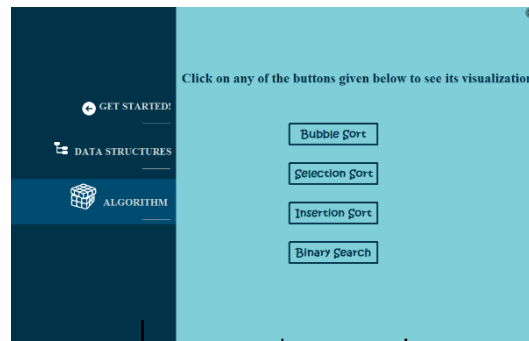 Click on any of the buttons given below to see its visualization
GET STARTED!
DATA STRUCTURES
ALGORITHM
Bubble Sort
Selection Sort
Insertion Sort
Binary Search